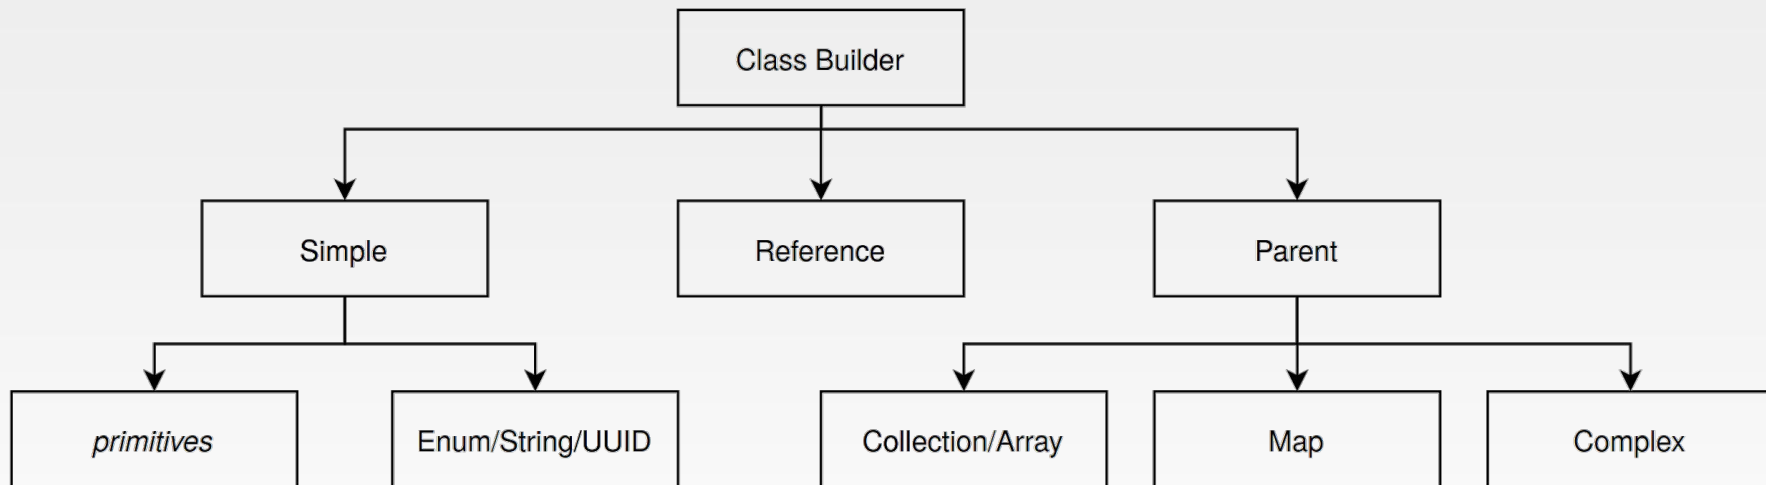 Class Builder
Simple
Reference
Parent
primitives
Enum/String/UUID
Collection/Array
Map
Complex